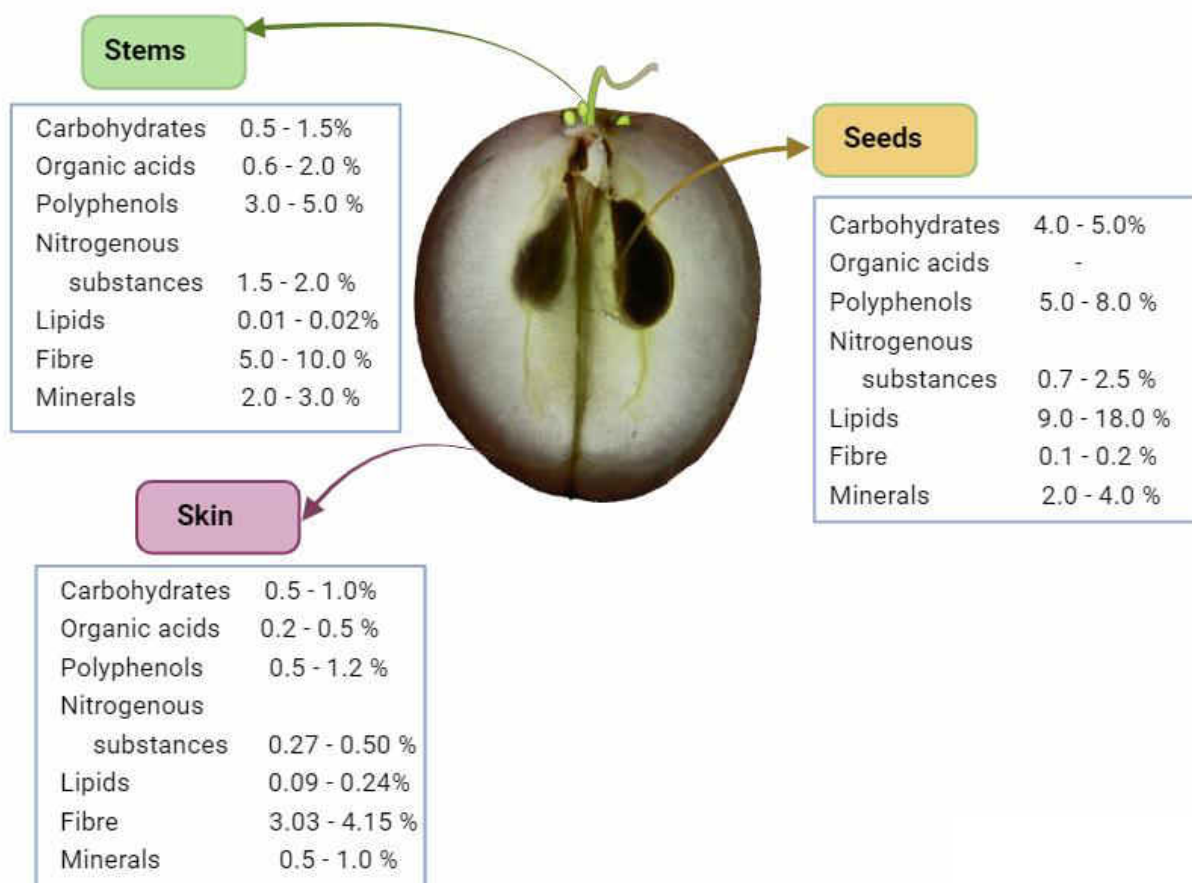 Stems
Carbohydrates 0.5 - 1.5%
Organic acids 0.6 - 2.0 %
Polyphenols 3.0 - 5.0 %
Nitrogenous
substances 1.5 - 2.0 %
Lipids 0.01 - 0.02%
Fibre 5.0 - 10.0 %
Minerals 2.0 - 3.0 %
Seeds
Carbohydrates 4.0 - 5.0%
Organic acids -
Polyphenols 5.0 - 8.0 %
Nitrogenous
substances 0.7 - 2.5 %
Lipids 9.0 - 18.0 %
Fibre 0.1 - 0.2 %
Minerals 2.0 - 4.0 %
Skin
Carbohydrates 0.5 - 1.0%
Organic acids 0.2 - 0.5 %
Polyphenols 0.5 - 1.2 %
Nitrogenous
substances 0.27 - 0.50 %
Lipids 0.09 - 0.24%
Fibre 3.03 - 4.15 %
Minerals 0.5 - 1.0 %